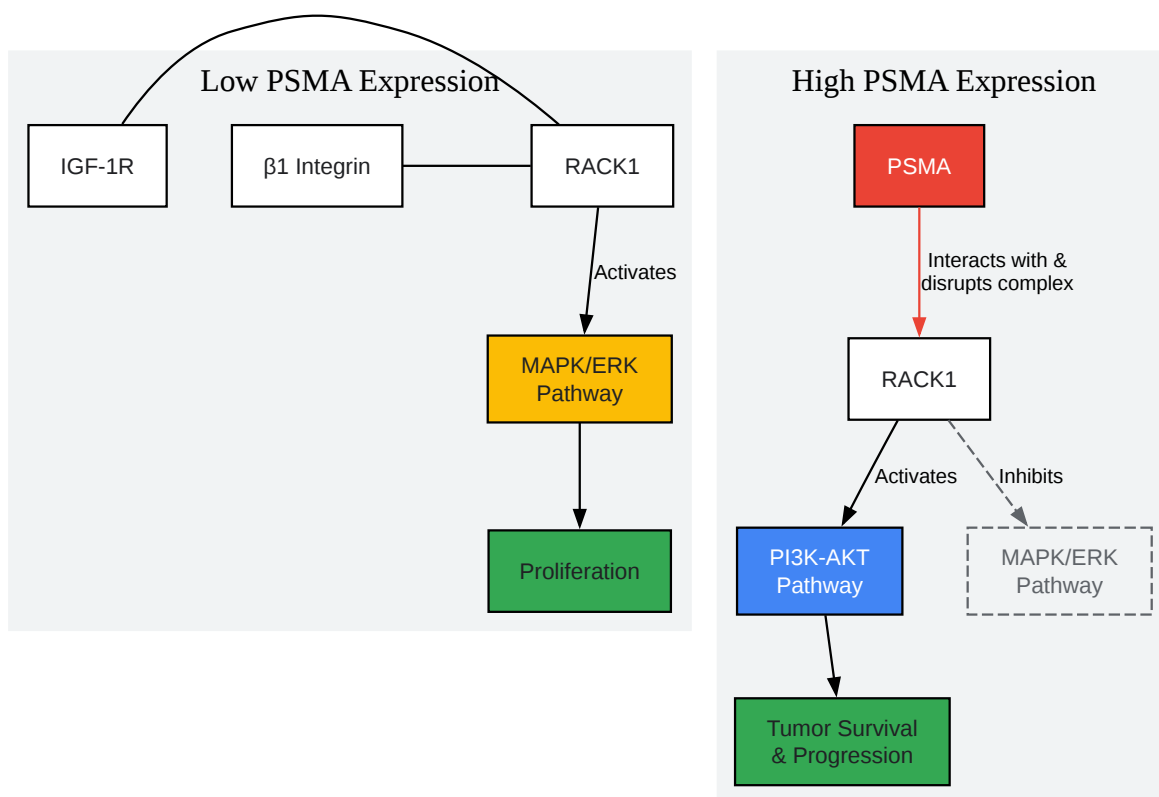 Low PSMA Expression
IGF-1R
β1 Integrin
RACK1
Activates
MAPK/ERK
Pathway
Proliferation
High PSMA Expression
PSMA
Interacts with &
disrupts complex
RACK1
Activates
Inhibits
PI3K-AKT
Pathway
MAPK/ERK
Pathway
Tumor Survival
& Progression